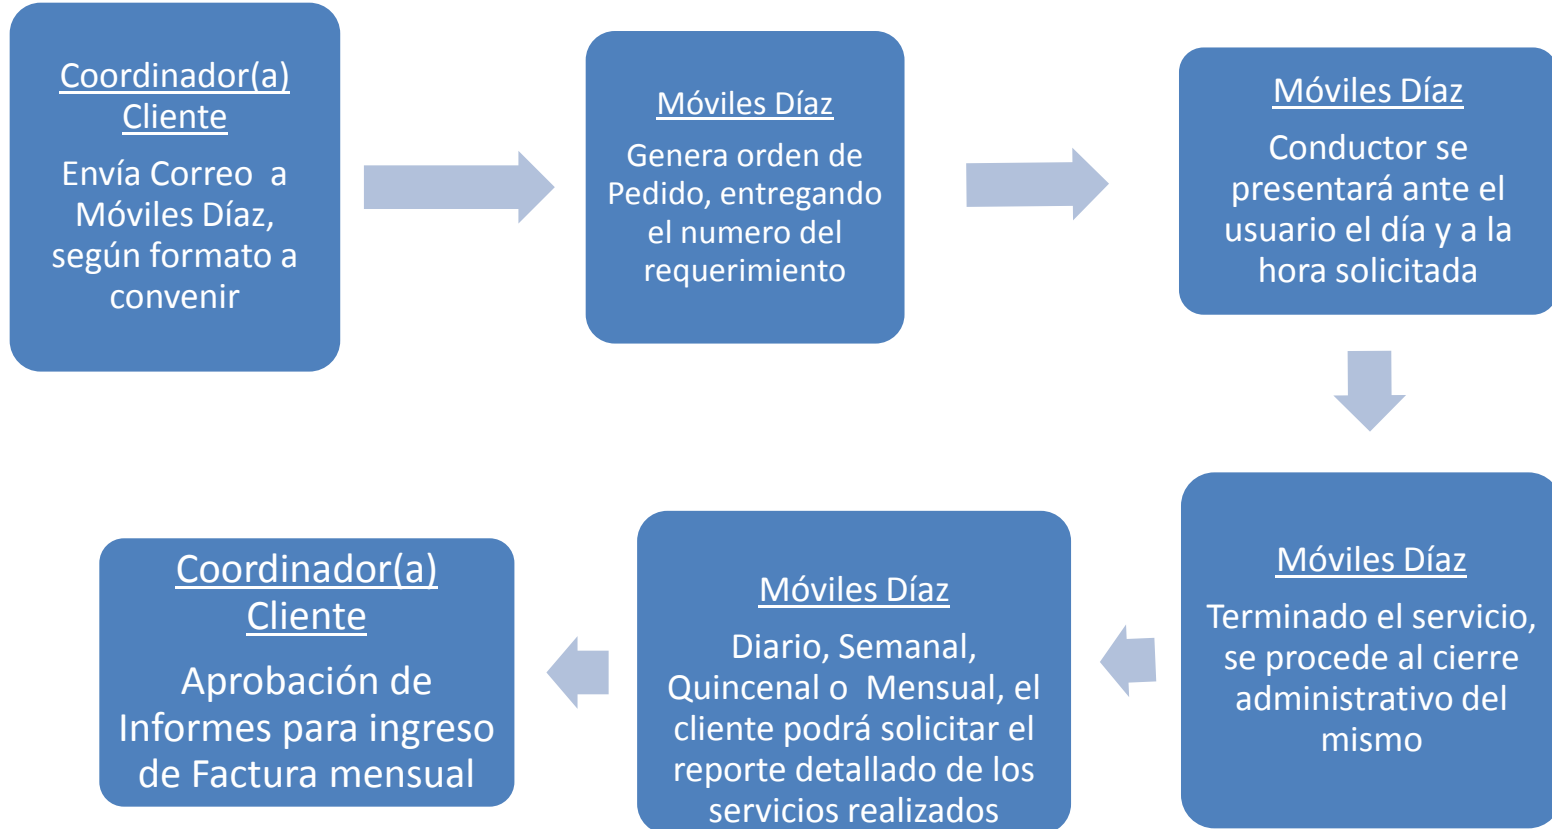 Coordinador(a)
Cliente
Envía Correo a
Móviles Díaz,
según formato a
convenir
Móviles Díaz
Genera orden de
Pedido, entregando
el numero del
requerimiento
Móviles Díaz
Conductor se
presentará ante el
usuario el día y a la
hora solicitada
Móviles Díaz
Terminado el servicio,
se procede al cierre
administrativo del
mismo
Móviles Díaz
Diario, Semanal,
Quincenal o Mensual, el
cliente podrá solicitar el
reporte detallado de los
servicios realizados
Coordinador(a)
Cliente
Aprobación de
Informes para ingreso
de Factura mensual